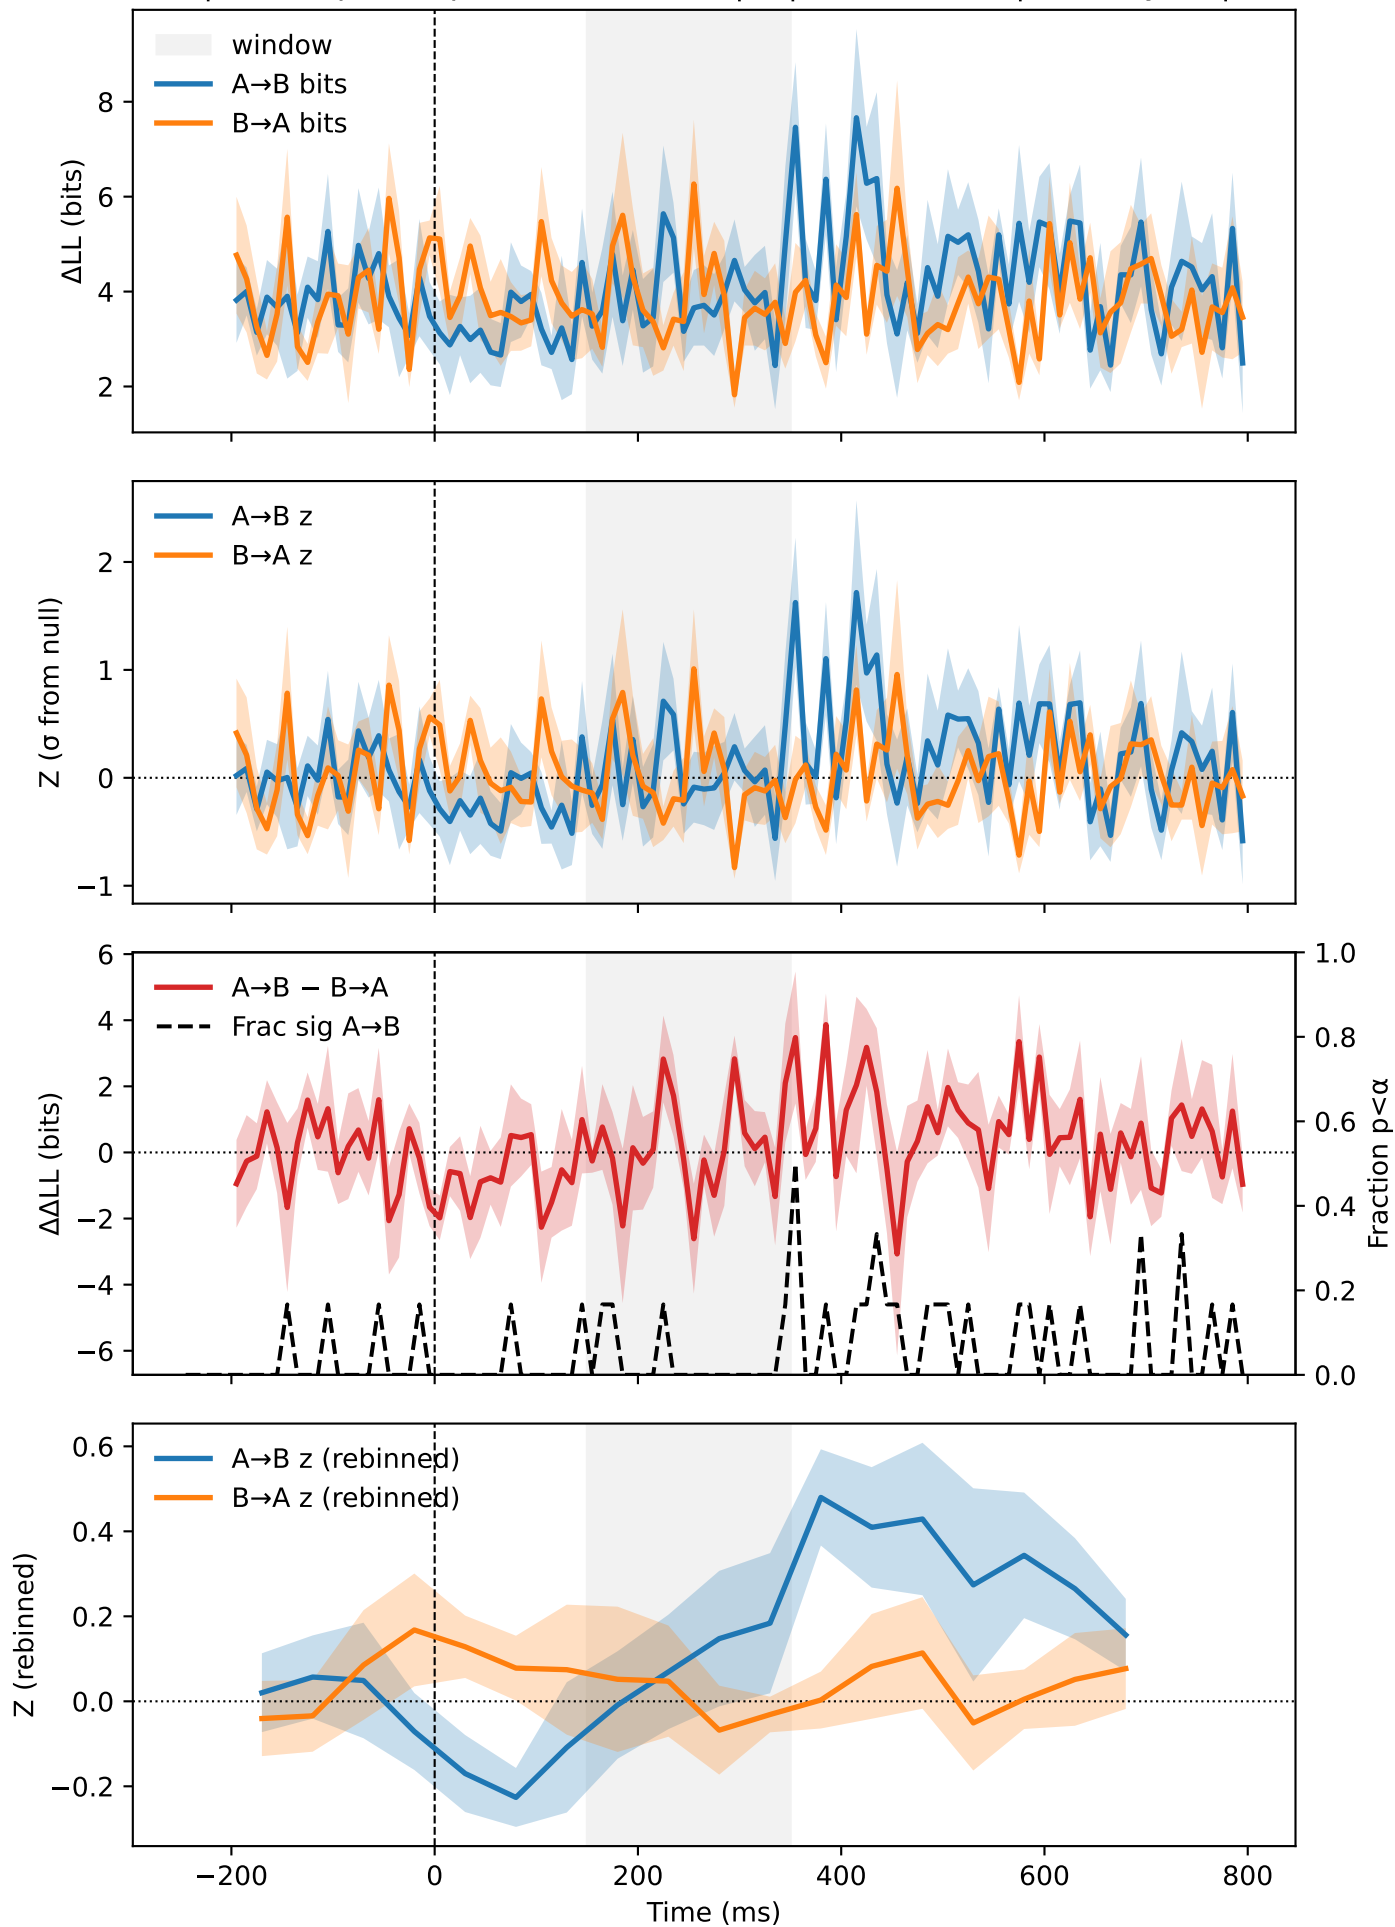 window
A→B bits
B→A bits
ΔLL (bits)
8
6
4
2
A→B z
B→A z
Z (σ from null)
2
1
0
−1
A→B − B→A
Frac sig A→B
ΔΔLL (bits)
6
4
2
0
−2
−4
−6
1.0
0.8
0.6
0.4
0.2
0.0
Fraction p<α
A→B z (rebinned)
B→A z (rebinned)
Z (rebinned)
0.6
0.4
0.2
0.0
−0.2
−200 0 200 400 600 800
Time (ms)